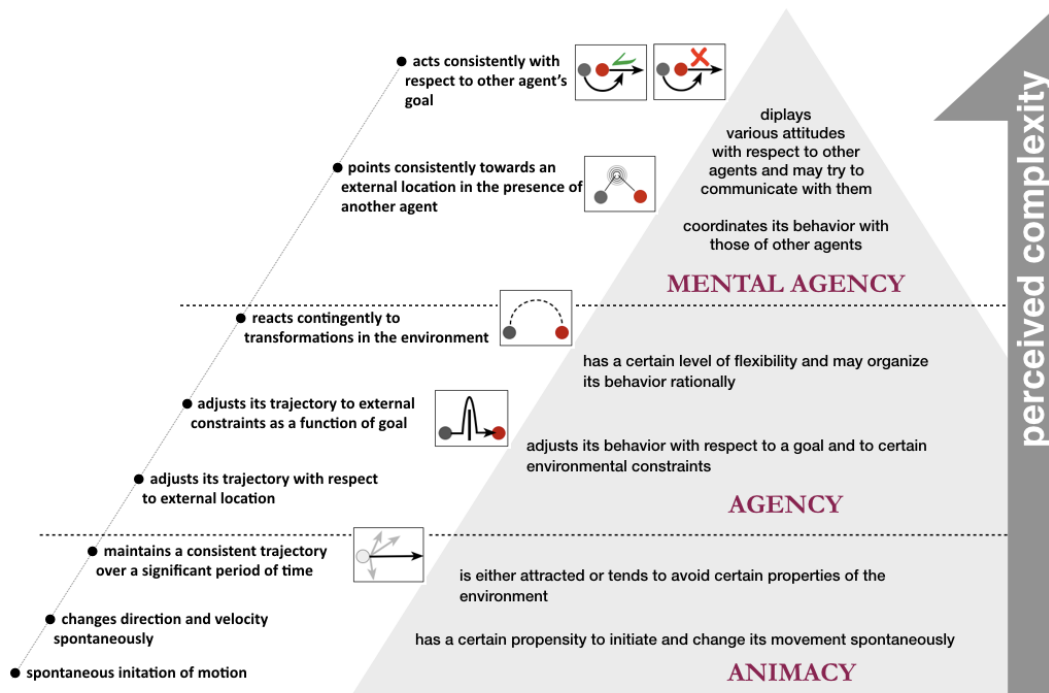 acts consistently with
respect to other agent's
goal
points consistently towards an
external location in the presence of
another agent
reacts contingently to
transformations in the environment
adjusts its trajectory to external
constraints as a function of goal
adjusts its trajectory with respect
to external location
maintains a consistent trajectory
over a significant period of time
changes direction and velocity
spontaneously
spontaneous initation of motion
diplays
various attitudes
with respect to other
agents and may try to
communicate with them
coordinates its behavior with
those of other agents
MENTAL AGENCY
has a certain level of flexibility and may organize
its behavior rationally
adjusts its behavior with respect to a goal and to certain
environmental constraints
AGENCY
is either attracted or tends to avoid certain properties of the
environment
has a certain propensity to initiate and change its movement spontaneously
ANIMACY
perceived complexity